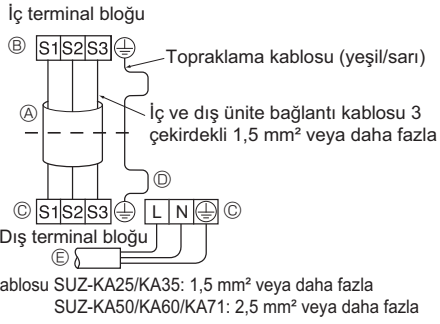 İç terminal bloğu
Ⓑ S1 S2 S3
Topraklama kablosu (yeşil/sarı)
Ⓐ
İç ve dış ünite bağlantı kablosu 3
çekirdekli 1,5 mm² veya daha fazla
Ⓓ
Ⓒ S1 S2 S3 L N Ⓒ
Dış terminal bloğu
Ⓔ
ablosu SUZ-KA25/KA35: 1,5 mm² veya daha fazla
SUZ-KA50/KA60/KA71: 2,5 mm² veya daha fazla